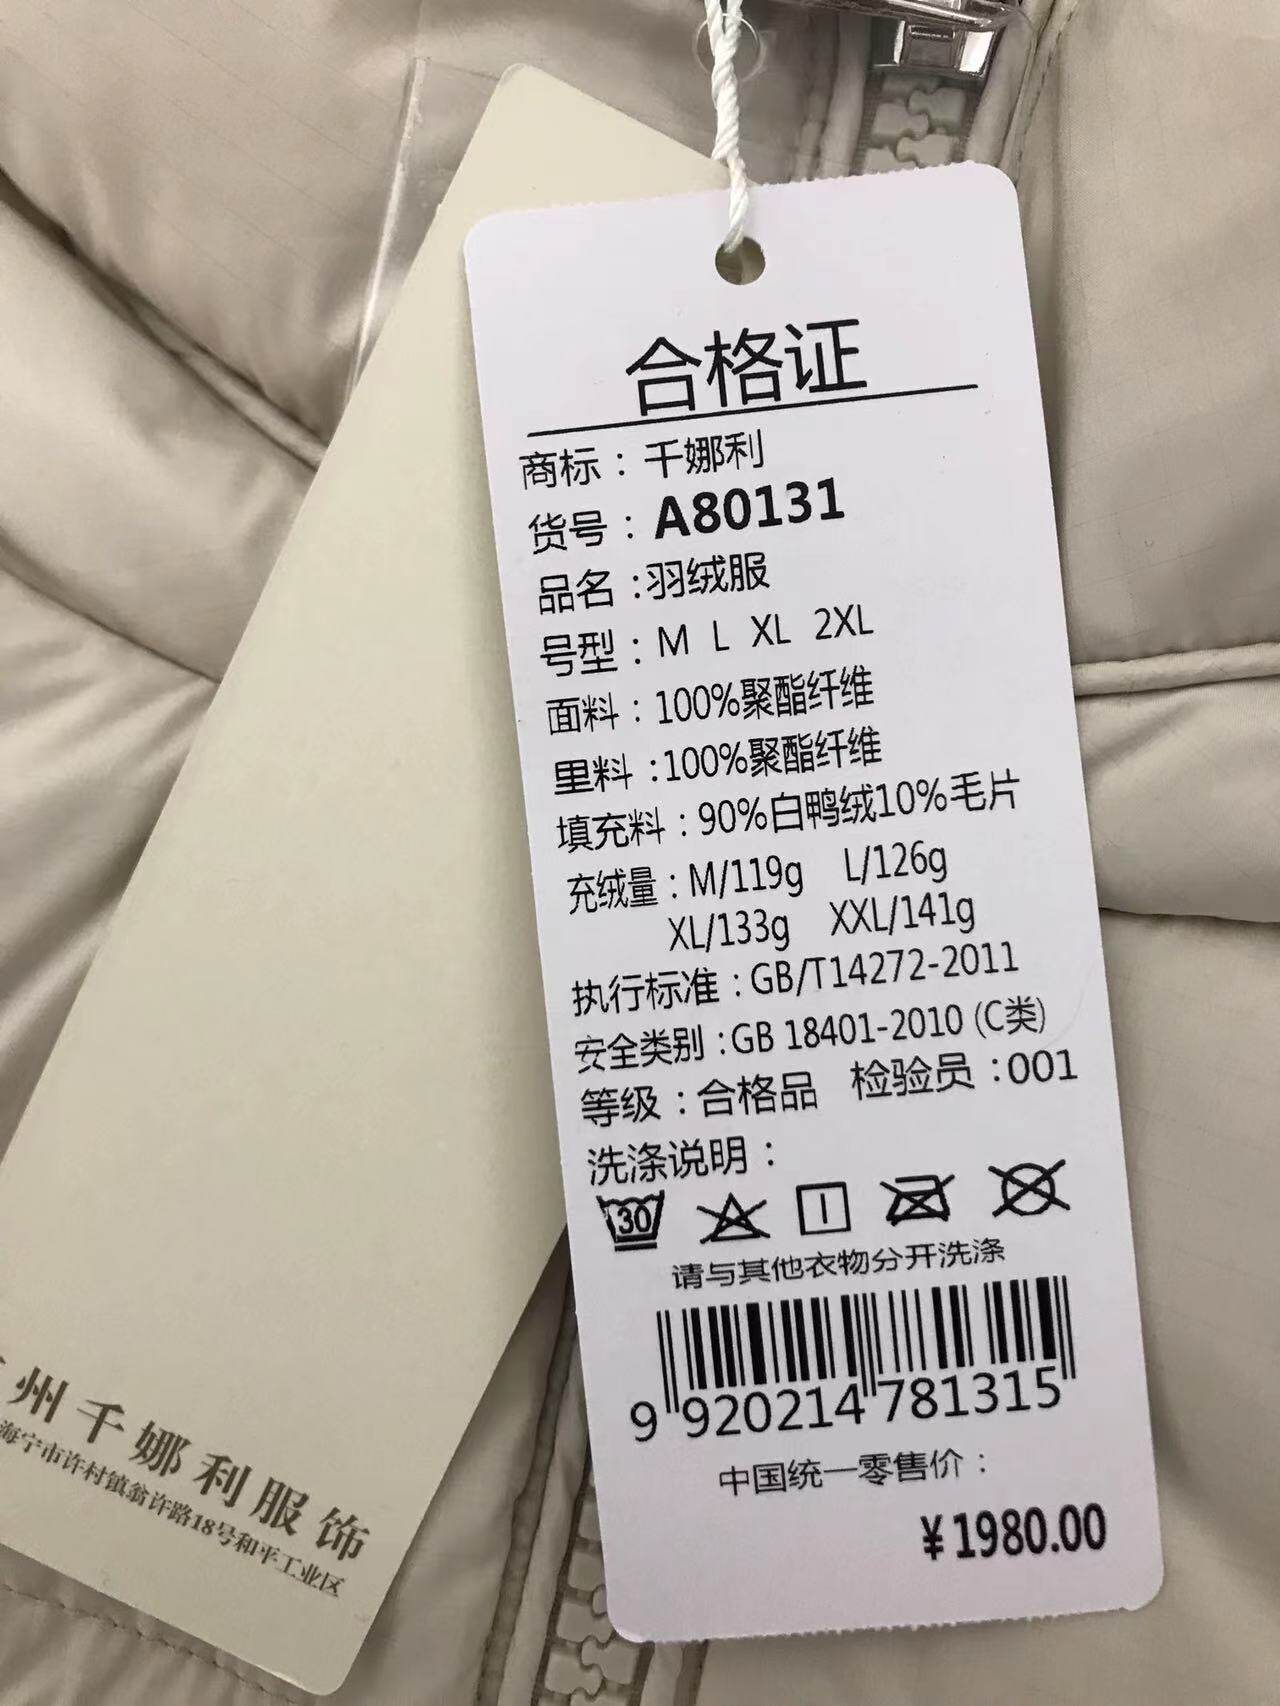 合格证
商标：千娜利
货号：A80131
品名：羽绒服
号型：M L XL 2XL
面料：100%聚酯纤维
里料：100%聚酯纤维
填充料：90%白鸭绒10%毛片
充绒量：M/119g L/126g
XL/133g XXL/141g
执行标准：GB/T14272-2011
安全类别：GB 18401-2010 (C类)
等级：合格品 检验员：001
洗涤说明：
30
请与其他衣物分开洗涤
9 920214 781315
中国统一零售价：
¥1980.00
州千娜利服饰
海宁市许村镇翁许路18号和平工业区